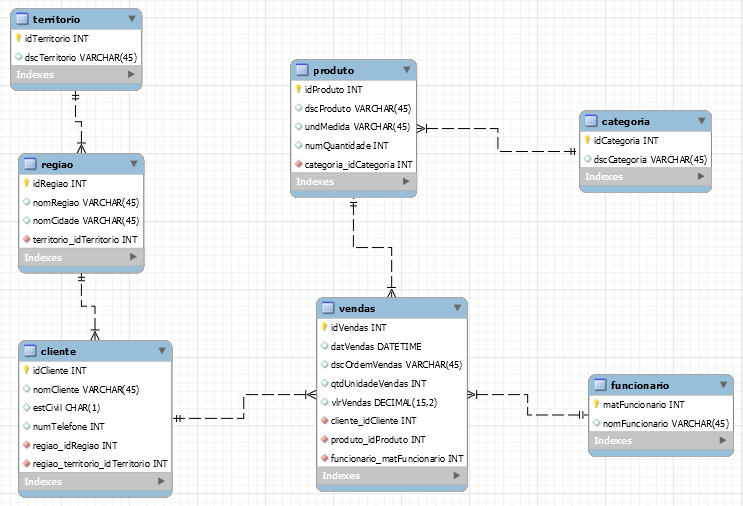 territorio
idTerritorio INT
dscTerritorio VARCHAR(45)
Indexes
regiao
idRegiao INT
nomRegiao VARCHAR(45)
nomCidade VARCHAR(45)
territorio_idTerritorio INT
Indexes
cliente
idCliente INT
nomCliente VARCHAR(45)
estCivil CHAR(1)
numTelefone INT
regiao_idRegiao INT
regiao_territorio_idTerritorio INT
Indexes
produto
idProduto INT
dscProduto VARCHAR(45)
undMedida VARCHAR(45)
numQuantidade INT
categoria_idCategoria INT
Indexes
vendas
idVendas INT
datVendas DATETIME
dscOrdemVendas VARCHAR(45)
qtdUnidadeVendas INT
vlrVendas DECIMAL(15,2)
cliente_idCliente INT
produto_idProduto INT
funcionario_matFuncionario INT
Indexes
categoria
idCategoria INT
dscCategoria VARCHAR(45)
Indexes
funcionario
matFuncionario INT
nomFuncionario VARCHAR(45)
Indexes